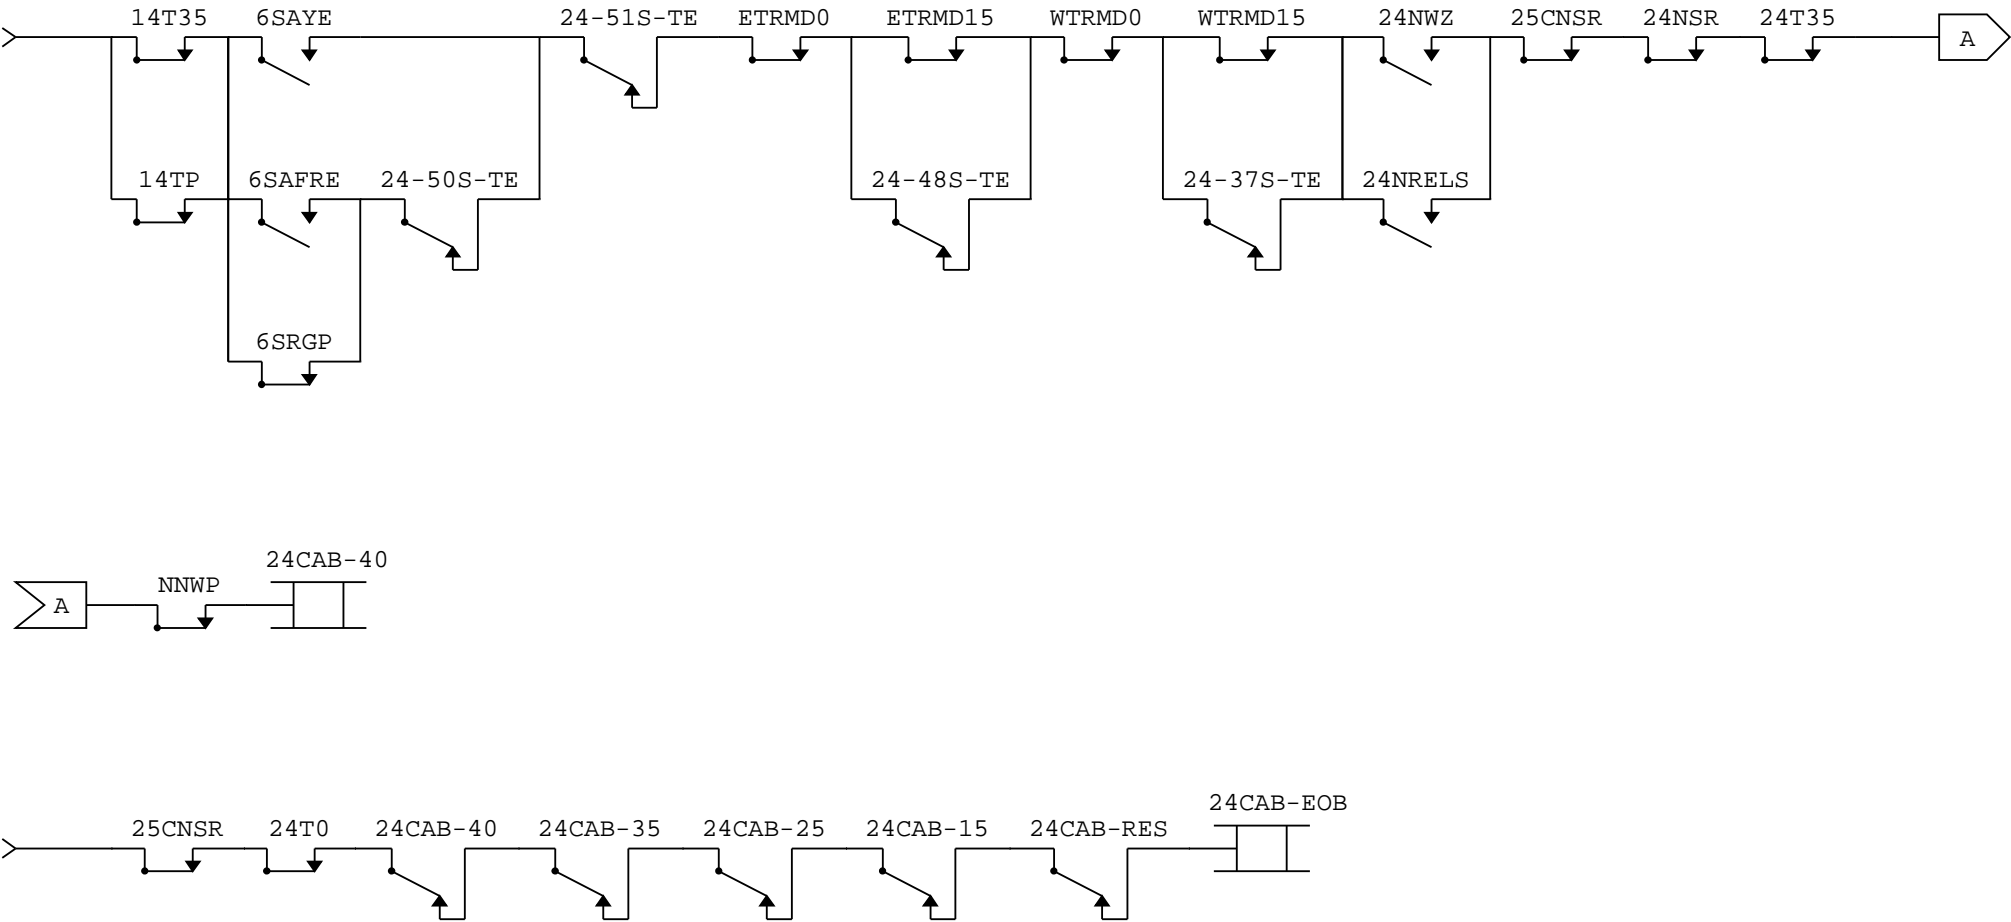 14T35 6SAYE 24-51S-TE ETRMD0 ETRMD15 WTRMD0 WTRMD15 24NWZ 25CNSR 24NSR 24T35
A
14TP 6SAFRE 24-50S-TE 24-48S-TE 24-37S-TE 24NRELS
6SRGP
24CAB-40
NNWP
A
24CAB-EOB
25CNSR 24T0 24CAB-40 24CAB-35 24CAB-25 24CAB-15 24CAB-RES